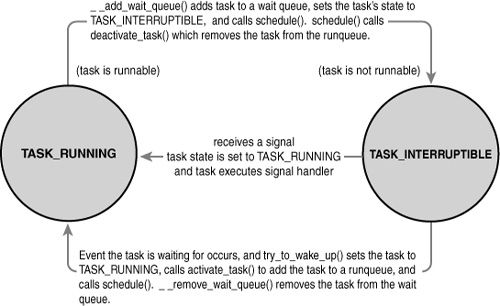 _ _add_wait_queue() adds task to a wait queue, sets the task's state to
TASK_INTERRUPTIBLE, and calls schedule(). schedule() calls
deactivate_task() which removes the task from the runqueue.
(task is runnable)
(task is not runnable)
TASK_RUNNING
receives a signal
task state is set to TASK_RUNNING
and task executes signal handler
TASK_INTERRUPTIBLE
Event the task is waiting for occurs, and try_to_wake_up() sets the task to
TASK_RUNNING, calls activate_task() to add the task to a runqueue, and
calls schedule(). _ _remove_wait_queue() removes the task from the wait
queue.